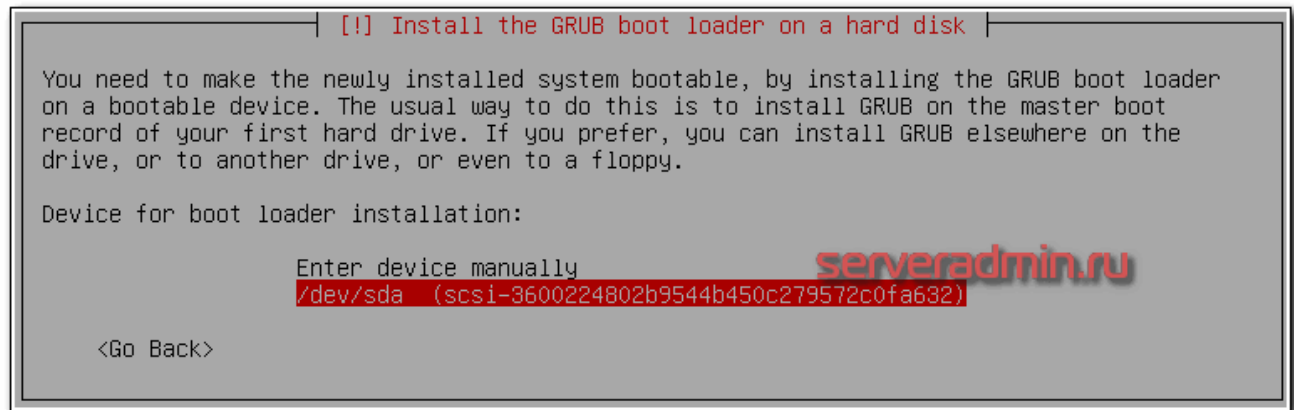 [!] Install the GRUB boot loader on a hard disk
You need to make the newly installed system bootable, by installing the GRUB boot loader
on a bootable device. The usual way to do this is to install GRUB on the master boot
record of your first hard drive. If you prefer, you can install GRUB elsewhere on the
drive, or to another drive, or even to a floppy.
Device for boot loader installation:
Enter device manually
serveradmin.ru
/dev/sda (scsi-3600224802b9544b450c279572c0fa632)
<Go Back>